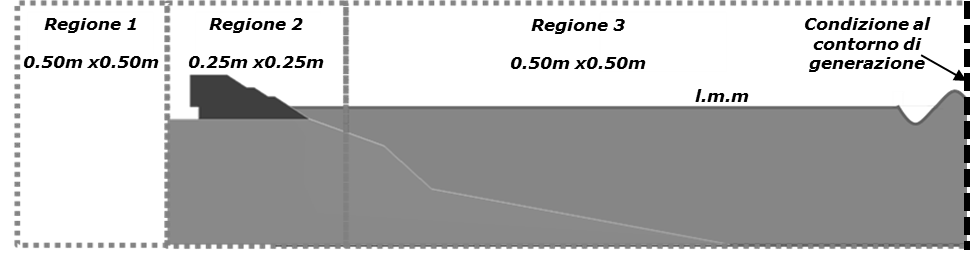 Regione 1
0.50m x0.50m
Regione 2
0.25m x0.25m
Regione 3
0.50m x0.50m
Condizione al
contorno di
generazione
l.m.m